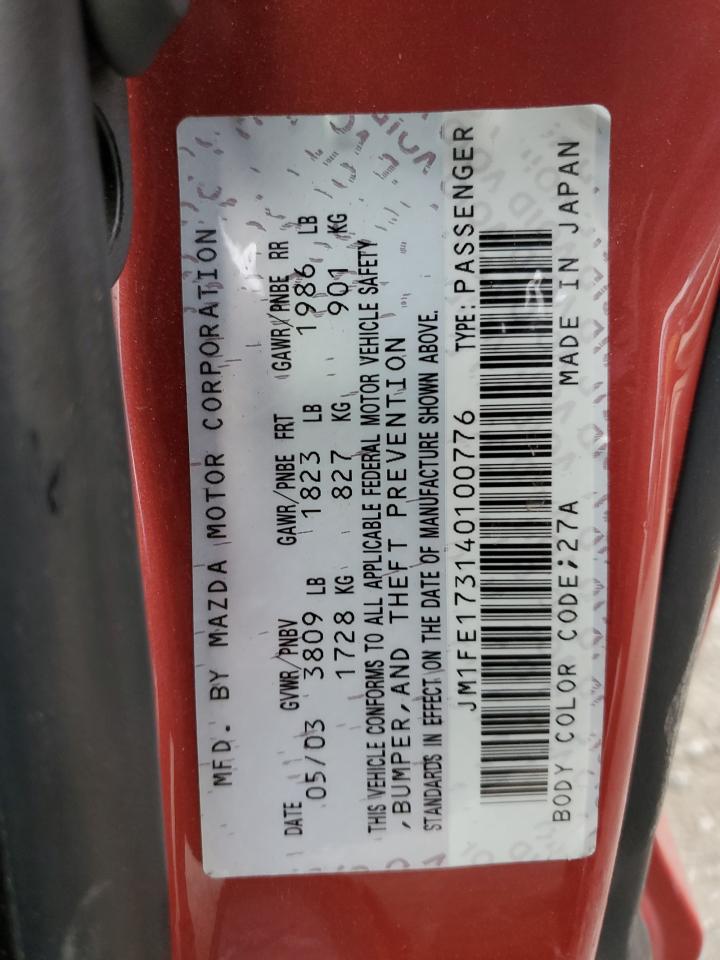 MFD. BY MAZDA MOTOR CORPORATION
DATE GVWR/PNBV GAWR/PNBE FRT GAWR/PNBE RR
05/03 3809 LB 1823 LB 1986 LB
1728 KG 827 KG 901 KG
THIS VEHICLE CONFORMS TO ALL APPLICABLE FEDERAL MOTOR VEHICLE SAFETY
,BUMPER,AND THEFT PREVENTION
STANDARDS IN EFFECT ON THE DATE OF MANUFACTURE SHOWN ABOVE.
JM1FE173140100776 TYPE: PASSENGER
BODY COLOR CODE;27A MADE IN JAPAN